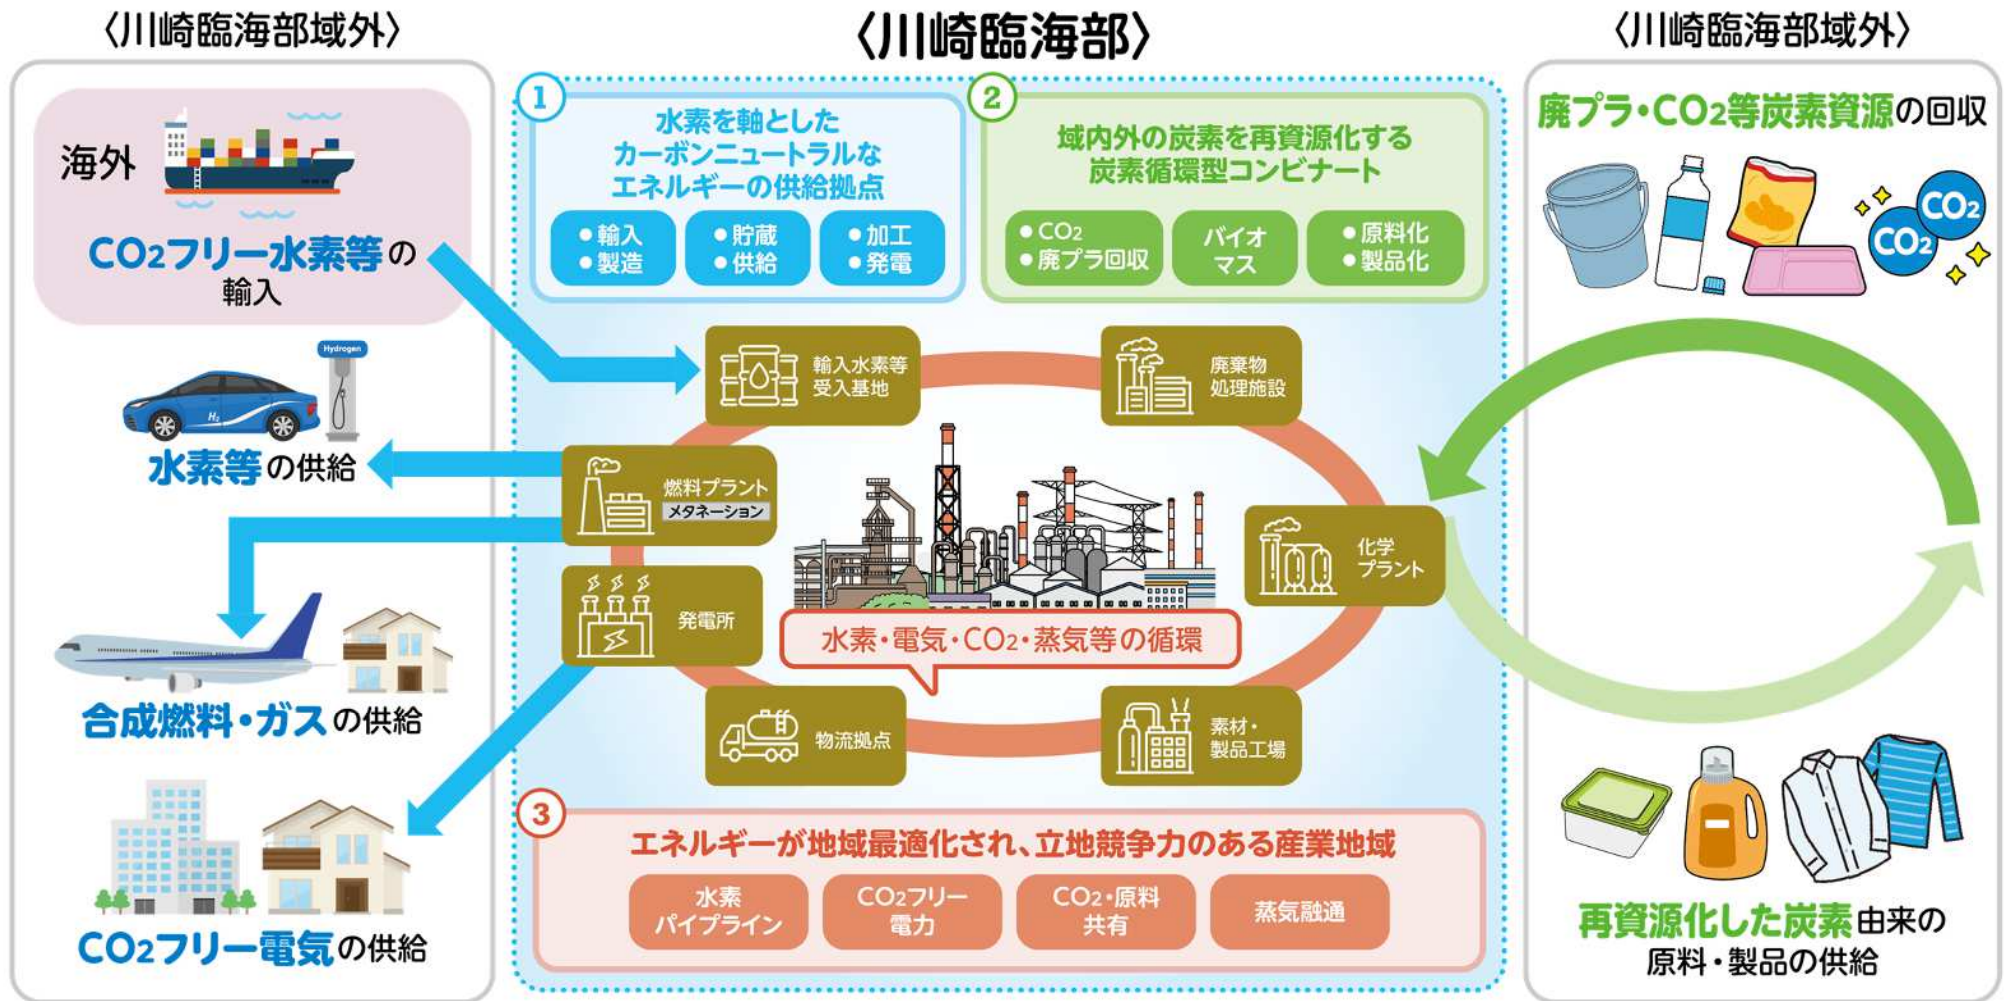 〈川崎臨海部域外〉
海外
CO2フリー水素等の
輸入
Hydrogen
H2
水素等の供給
合成燃料・ガスの供給
CO2フリー電気の供給
〈川崎臨海部〉
1
水素を軸とした
カーボンニュートラルな
エネルギーの供給拠点
●輸入
●製造
●貯蔵
●供給
●加工
●発電
2
域内外の炭素を再資源化する
炭素循環型コンビナート
●CO2
●廃プラ回収
バイオ
マス
●原料化
●製品化
輸入水素等
受入基地
廃棄物
処理施設
燃料プラント
メタネーション
化学
プラント
発電所
水素・電気・CO2・蒸気等の循環
物流拠点
素材・
製品工場
3
エネルギーが地域最適化され、立地競争力のある産業地域
水素
パイプライン
CO2フリー
電力
CO2・原料
共有
蒸気融通
〈川崎臨海部域外〉
廃プラ・CO2等炭素資源の回収
CO2
CO2
再資源化した炭素由来の
原料・製品の供給